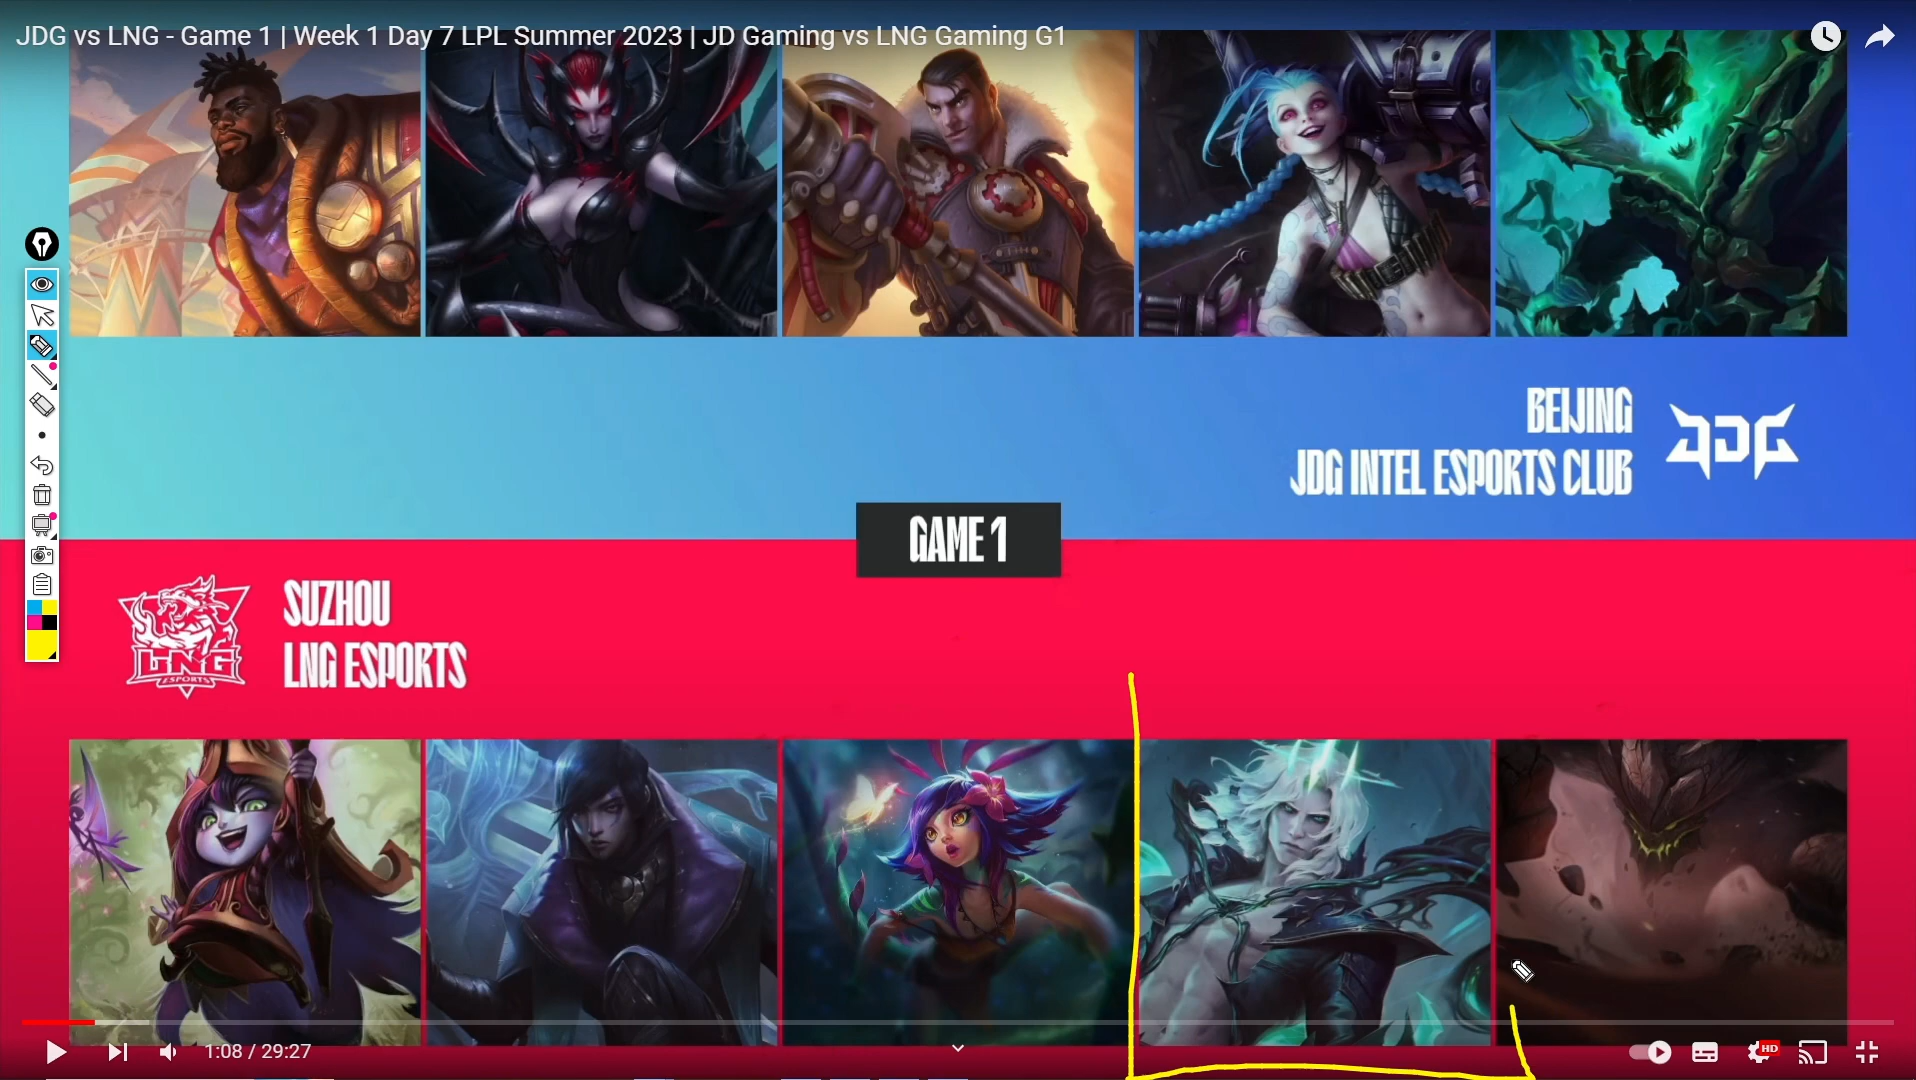 JDG vs LNG - Game 1 | Week 1 Day 7 LPL Summer 2023 | JD Gaming vs LNG Gaming G1
BEIJING
JDG INTEL ESPORTS CLUB
JDG
GAME 1
SUZHOU
LNG ESPORTS
LNG
ESPORTS
1:08 / 29:27
HD